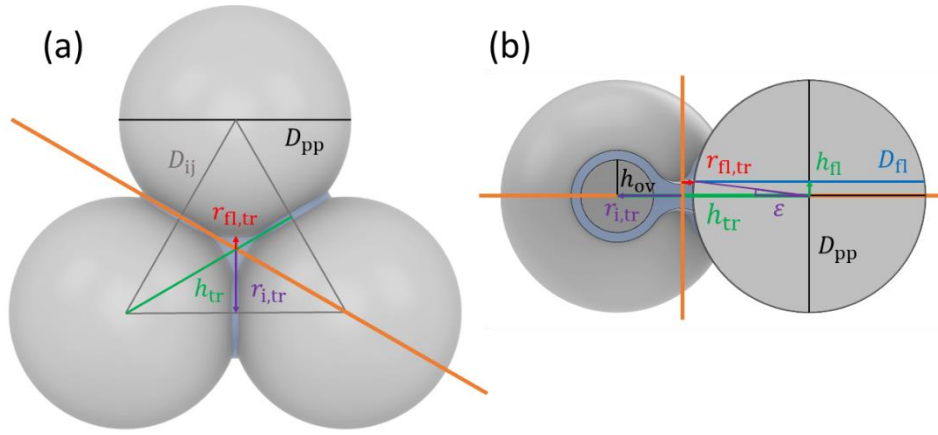 (a)
D_pp
D_ij
r_fl,tr
h_tr
r_i,tr
(b)
r_fl,tr
h_fl
D_fl
h_ov
r_i,tr
h_tr
ε
D_pp